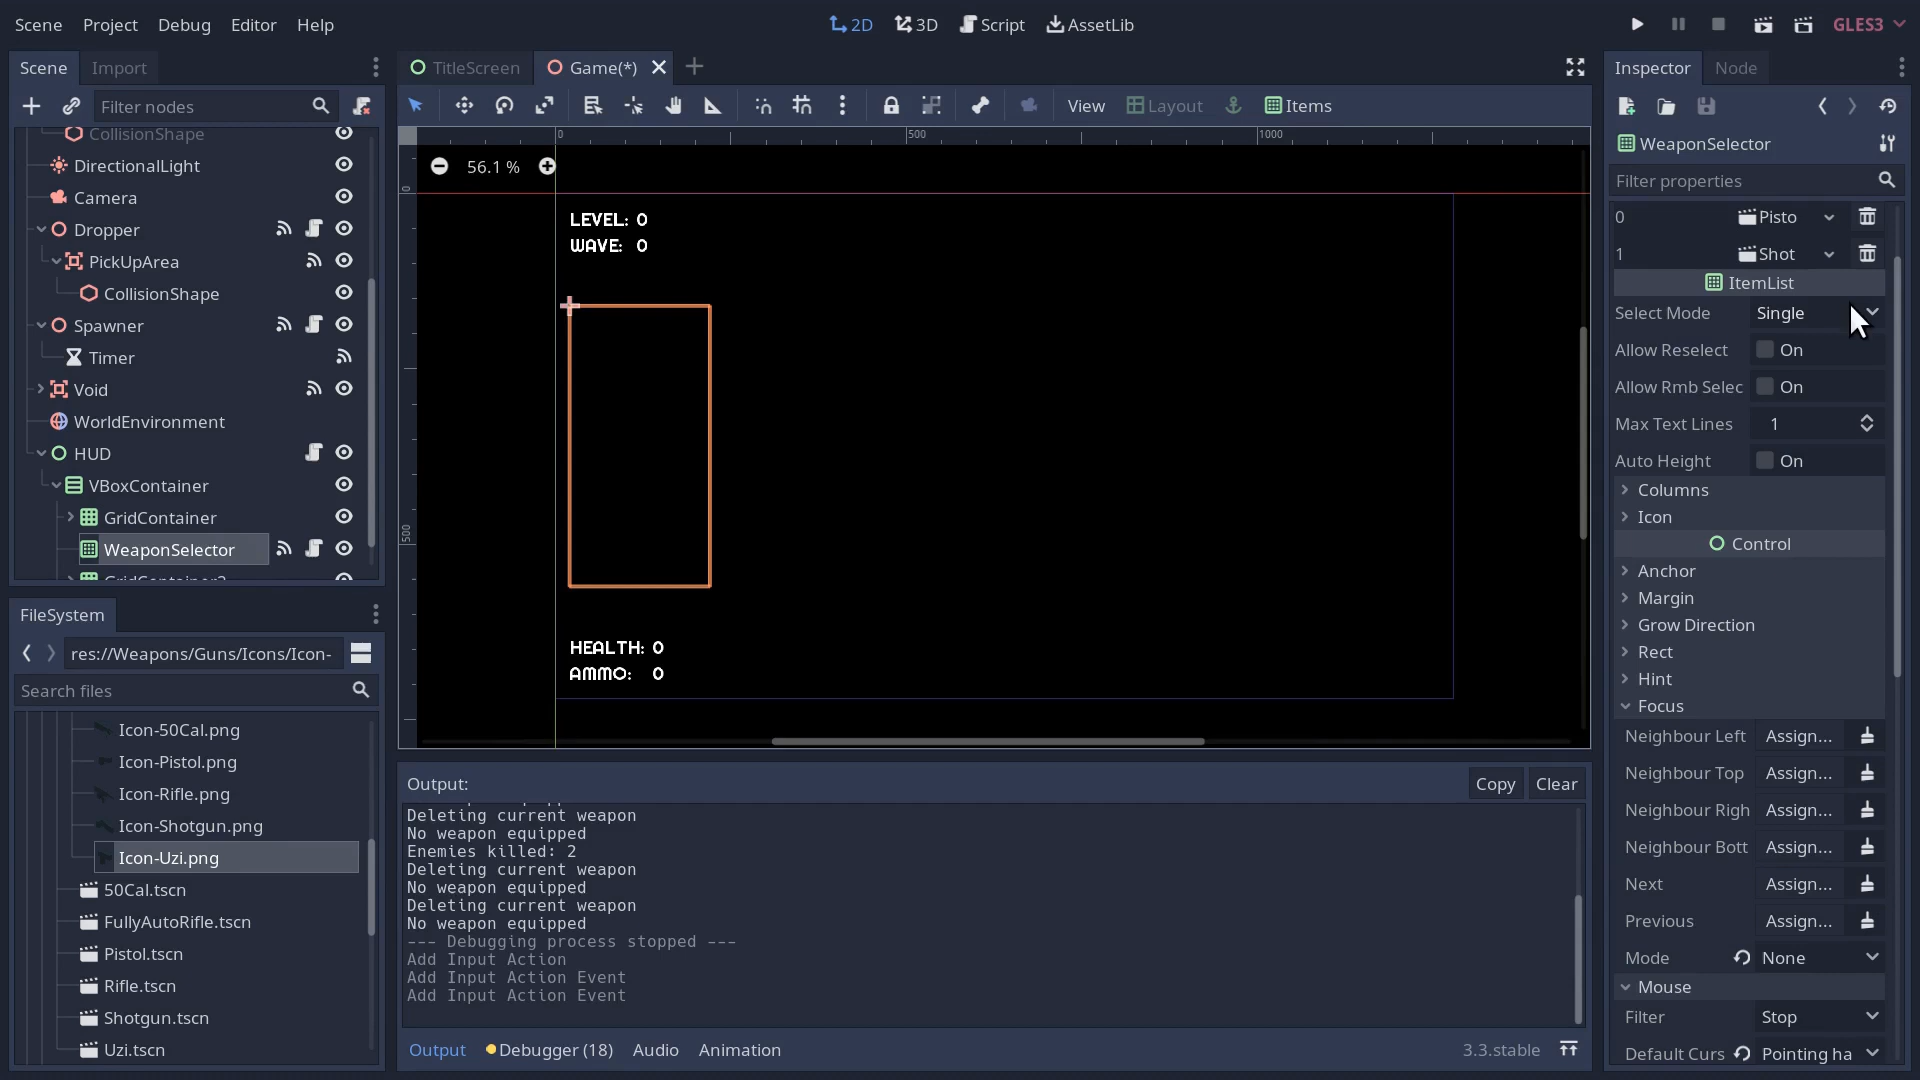 Scene Project Debug Editor Help
2D 3D Script AssetLib
GLES3
Scene Import
Filter nodes
CollisionShape
DirectionalLight
Camera
Dropper
PickUpArea
CollisionShape
Spawner
Timer
Void
WorldEnvironment
HUD
VBoxContainer
GridContainer
WeaponSelector
GridContainer2
FileSystem
res://Weapons/Guns/Icons/Icon-
Search files
Icon-50Cal.png
Icon-Pistol.png
Icon-Rifle.png
Icon-Shotgun.png
Icon-Uzi.png
50Cal.tscn
FullyAutoRifle.tscn
Pistol.tscn
Rifle.tscn
Shotgun.tscn
Uzi.tscn
TitleScreen Game(*)
View Layout Items
0 500 1000
0
500
56.1 %
LEVEL: 0
WAVE: 0
HEALTH: 0
AMMO: 0
Output:
Copy Clear
Deleting current weapon
No weapon equipped
Enemies killed: 2
Deleting current weapon
No weapon equipped
Deleting current weapon
No weapon equipped
--- Debugging process stopped ---
Add Input Action
Add Input Action Event
Add Input Action Event
Output Debugger (18) Audio Animation
3.3.stable
Inspector Node
WeaponSelector
Filter properties
0 Pisto
1 Shot
ItemList
Select Mode Single
Allow Reselect On
Allow Rmb Selec On
Max Text Lines 1
Auto Height On
Columns
Icon
Control
Anchor
Margin
Grow Direction
Rect
Hint
Focus
Neighbour Left Assign...
Neighbour Top Assign...
Neighbour Righ Assign...
Neighbour Bott Assign...
Next Assign...
Previous Assign...
Mode None
Mouse
Filter Stop
Default Curs Pointing ha